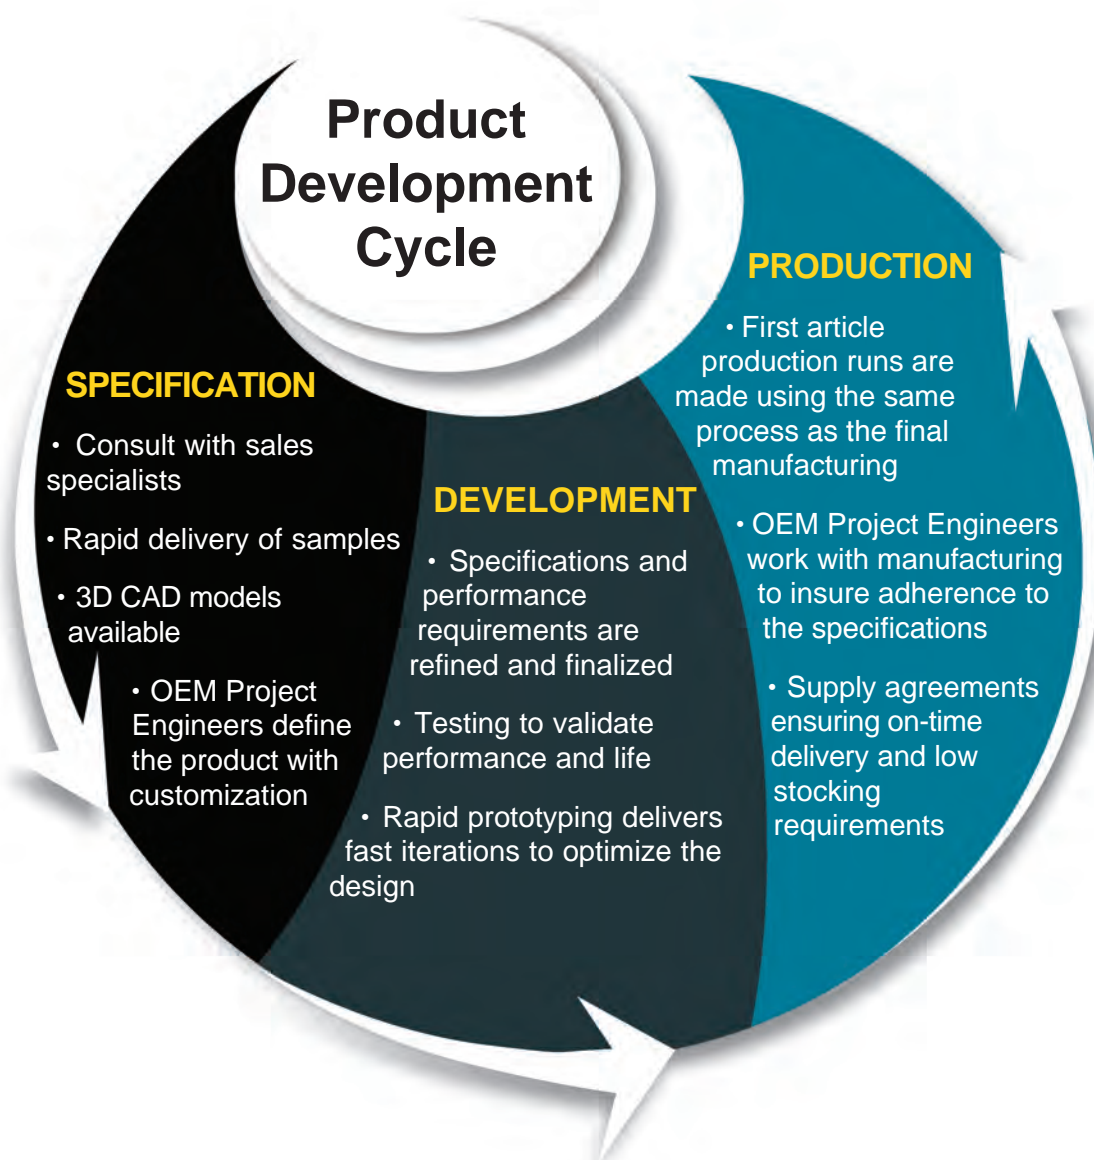 Product
Development
Cycle
SPECIFICATION
• Consult with sales
specialists
• Rapid delivery of samples
• 3D CAD models
available
• OEM Project
Engineers define
the product with
customization
DEVELOPMENT
• Specifications and
performance
requirements are
refined and finalized
• Testing to validate
performance and life
• Rapid prototyping delivers
fast iterations to optimize the
design
PRODUCTION
• First article
production runs are
made using the same
process as the final
manufacturing
• OEM Project Engineers
work with manufacturing
to insure adherence to
the specifications
• Supply agreements
ensuring on-time
delivery and low
stocking
requirements